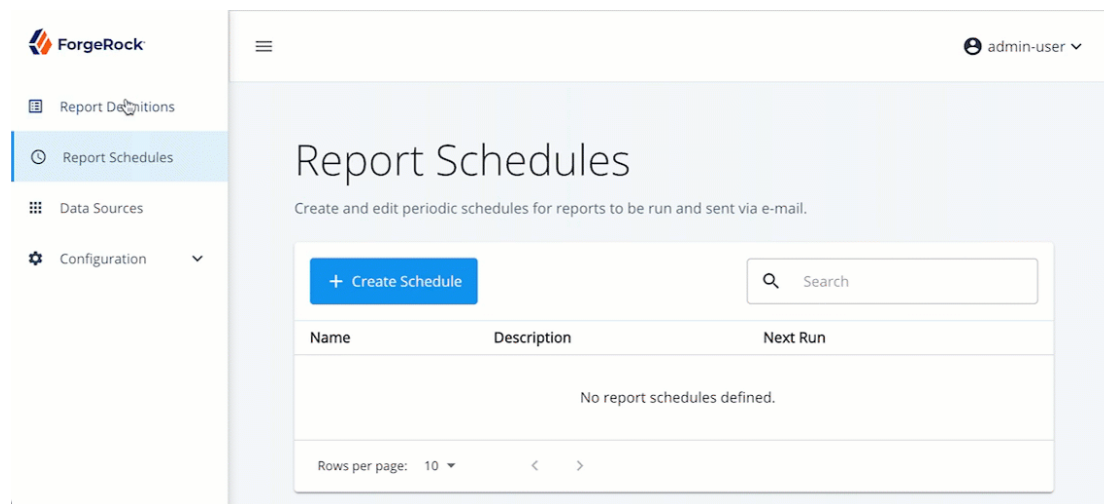 ForgeRock
admin-user
Report Definitions
Report Schedules
Data Sources
Configuration
Report Schedules
Create and edit periodic schedules for reports to be run and sent via e-mail.
+ Create Schedule
Search
Name Description Next Run
No report schedules defined.
Rows per page: 10